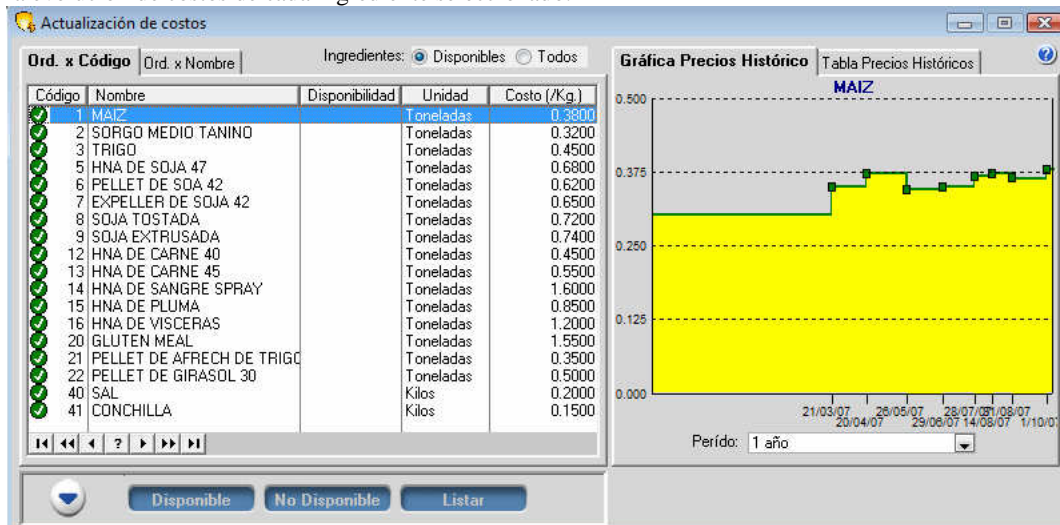 Actualización de costos
Ord. x Código Ord. x Nombre Ingredientes: Disponibles Todos
Código Nombre Disponibilidad Unidad Costo (/Kg.)
1 MAIZ Toneladas 0.3800
2 SORGO MEDIO TANINO Toneladas 0.3200
3 TRIGO Toneladas 0.4500
5 HNA DE SOJA 47 Toneladas 0.6800
6 PELLET DE SOA 42 Toneladas 0.6200
7 EXPELLER DE SOJA 42 Toneladas 0.6500
8 SOJA TOSTADA Toneladas 0.7200
9 SOJA EXTRUSADA Toneladas 0.7400
12 HNA DE CARNE 40 Toneladas 0.4500
13 HNA DE CARNE 45 Toneladas 0.5500
14 HNA DE SANGRE SPRAY Toneladas 1.6000
15 HNA DE PLUMA Toneladas 0.8500
16 HNA DE VISCERAS Toneladas 1.2000
20 GLUTEN MEAL Toneladas 1.5500
21 PELLET DE AFRECH DE TRIGO Toneladas 0.3500
22 PELLET DE GIRASOL 30 Toneladas 0.5000
40 SAL Kilos 0.2000
41 CONCHILLA Kilos 0.1500
?
Disponible No Disponible Listar
Gráfica Precios Histórico Tabla Precios Históricos ?
MAIZ
0.500
0.375
0.250
0.125
0.000
21/03/07 26/05/07 28/07/07 31/08/07
20/04/07 29/06/07 14/08/07 1/10/07
Perído: 1 año